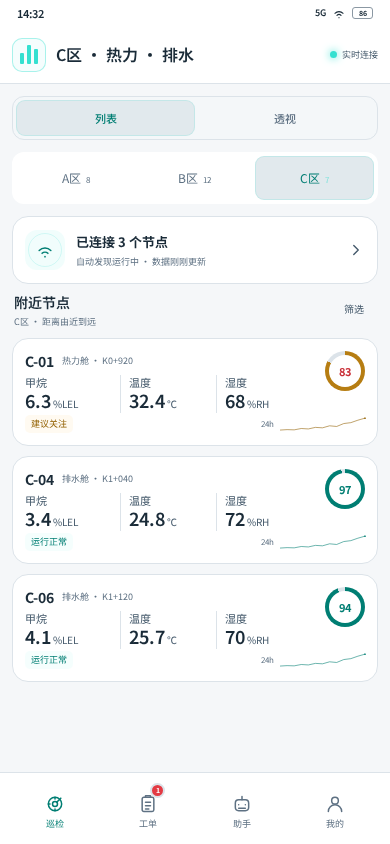 14:32
5G 86
C区 • 热力 • 排水
实时连接
列表 透视
A区 8 B区 12 C区 7
已连接 3 个节点
自动发现运行中 • 数据刚刚更新
附近节点
C区 • 距离由近到远
筛选
C-01 热力舱 • K0+920
83
甲烷 温度 湿度
6.3 %LEL 32.4 °C 68 %RH
建议关注
24h
C-04 排水舱 • K1+040
97
甲烷 温度 湿度
3.4 %LEL 24.8 °C 72 %RH
运行正常
24h
C-06 排水舱 • K1+120
94
甲烷 温度 湿度
4.1 %LEL 25.7 °C 70 %RH
运行正常
24h
1
巡检 工单 助手 我的